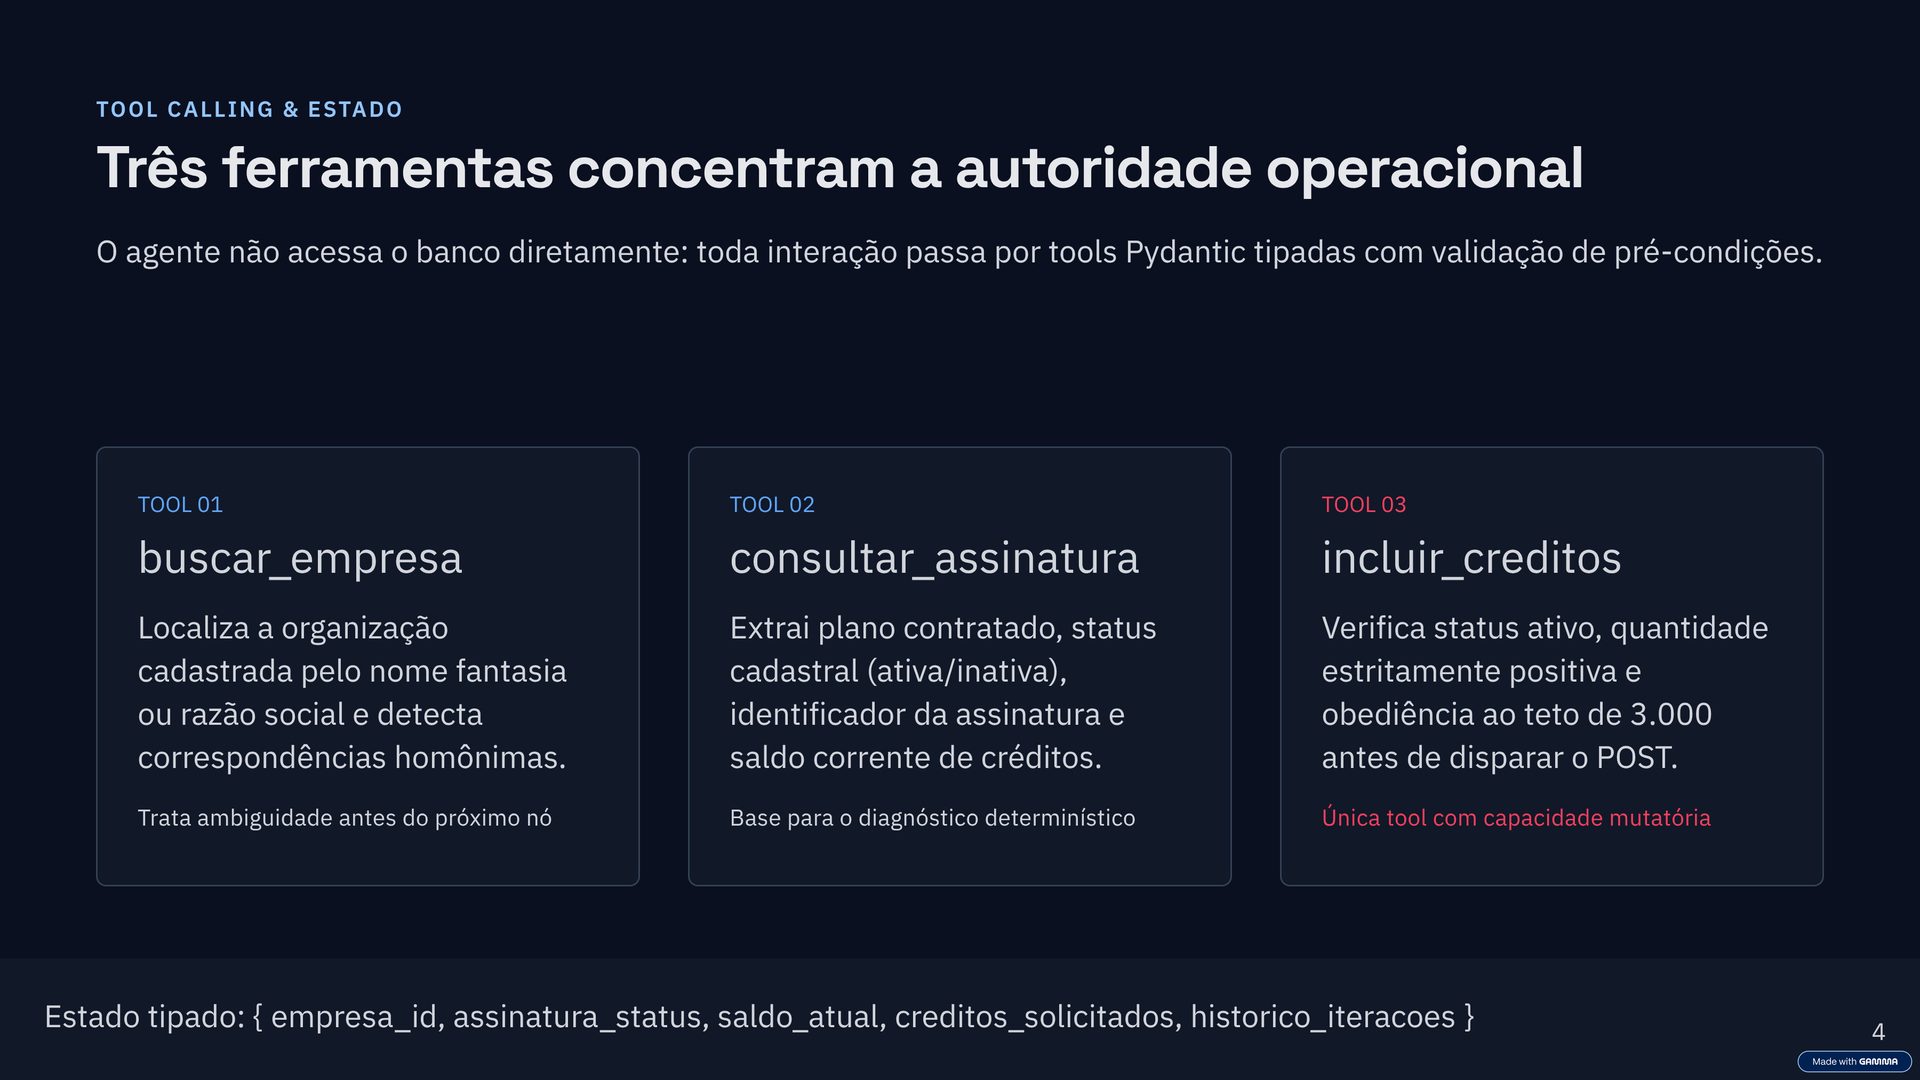 TOOL CALLING & ESTADO
Três ferramentas concentram a autoridade operacional
O agente não acessa o banco diretamente: toda interação passa por tools Pydantic tipadas com validação de pré-condições.
TOOL 01
buscar_empresa
Localiza a organização
cadastrada pelo nome fantasia
ou razão social e detecta
correspondências homônimas.
Trata ambiguidade antes do próximo nó
TOOL 02
consultar_assinatura
Extrai plano contratado, status
cadastral (ativa/inativa),
identificador da assinatura e
saldo corrente de créditos.
Base para o diagnóstico determinístico
TOOL 03
incluir_creditos
Verifica status ativo, quantidade
estritamente positiva e
obediência ao teto de 3.000
antes de disparar o POST.
Única tool com capacidade mutatória
Estado tipado: { empresa_id, assinatura_status, saldo_atual, creditos_solicitados, historico_iteracoes }
4
Made with GAMMA